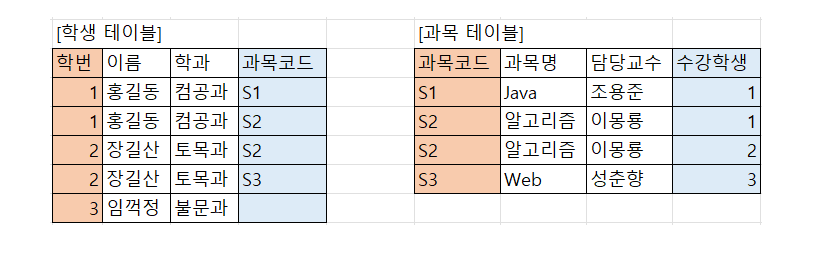 [학생 테이블] [과목 테이블]
학번 이름 학과 과목코드 과목코드 과목명 담당교수 수강학생
1 홍길동 컴공과 S1 S1 Java 조용준 1
1 홍길동 컴공과 S2 S2 알고리즘 이몽룡 1
2 장길산 토목과 S2 S2 알고리즘 이몽룡 2
2 장길산 토목과 S3 S3 Web 성춘향 3
3 임꺽정 불문과